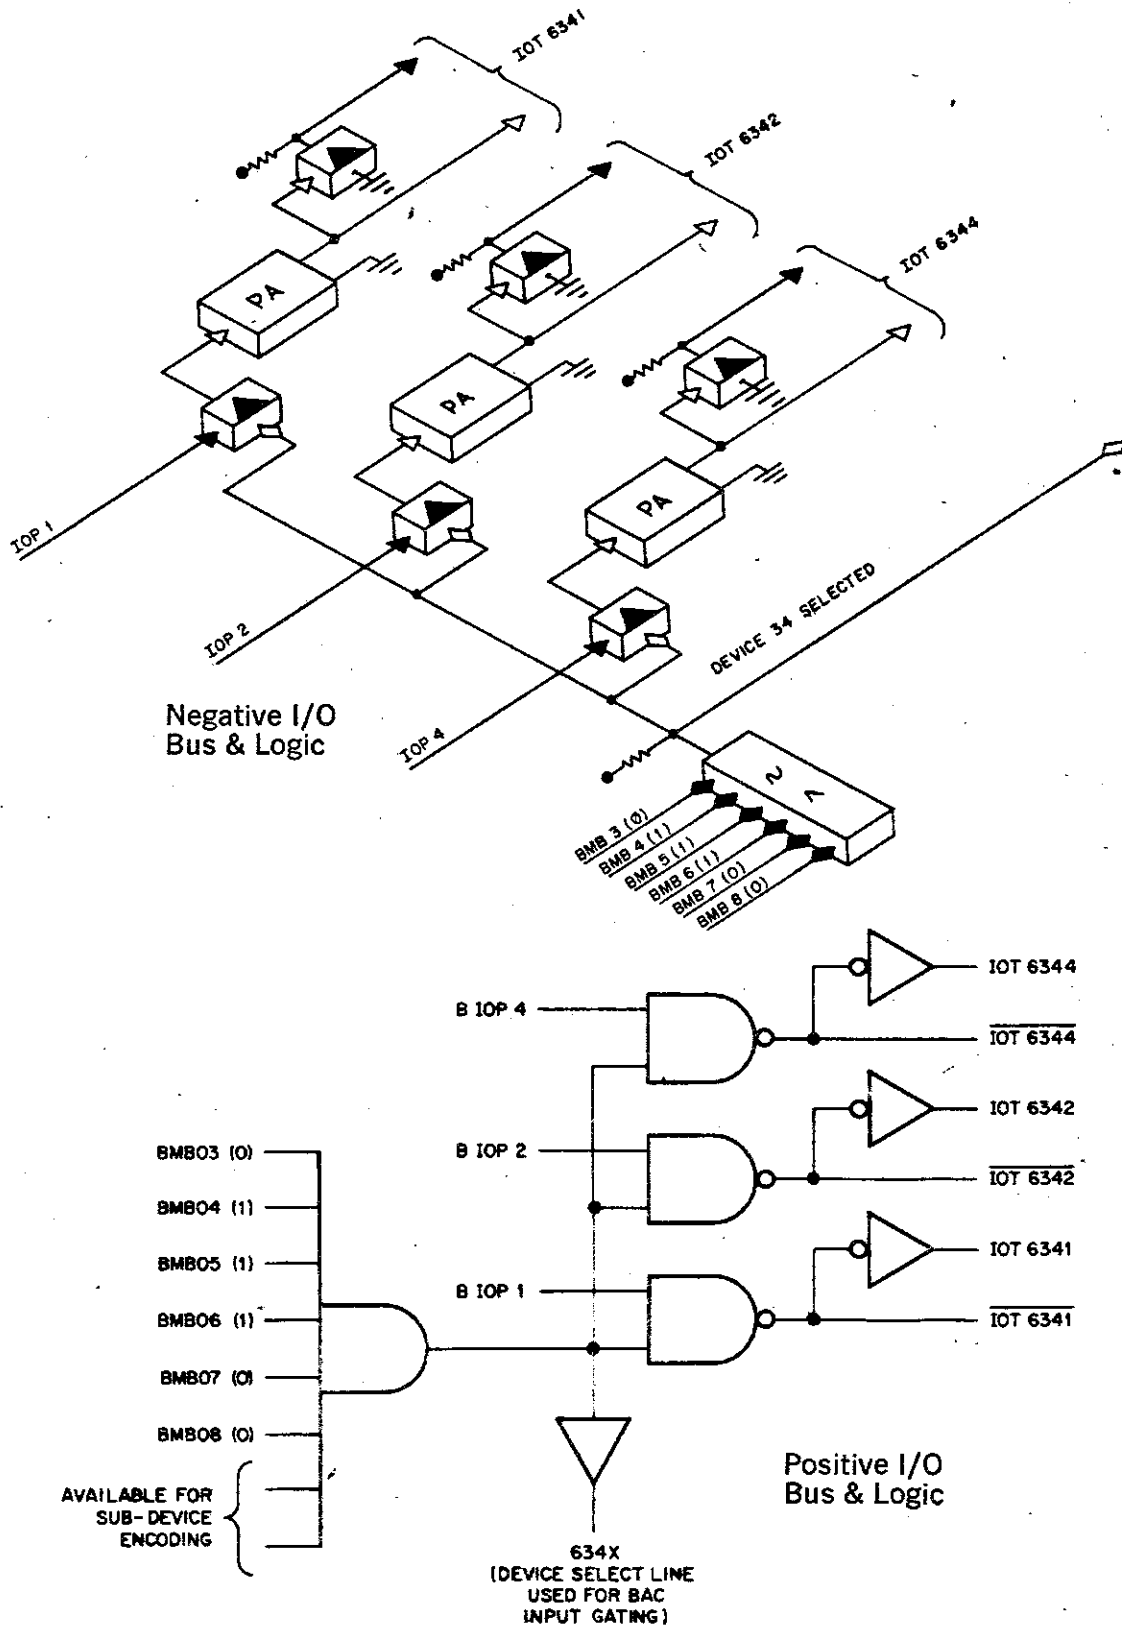 IOT 6341
IOT 6342
IOT 6344
PA
PA
PA
IOP 1
IOP 2
IOP 4
DEVICE 34 SELECTED
Negative I/O
Bus & Logic
BMB 3 (0)
BMB 4 (1)
BMB 5 (1)
BMB 6 (1)
BMB 7 (0)
BMB 8 (0)
IOT 6344
B IOP 4
IOT 6344
IOT 6342
B IOP 2
IOT 6342
IOT 6341
B IOP 1
IOT 6341
BMB03 (0)
BMB04 (1)
BMB05 (1)
BMB06 (1)
BMB07 (0)
BMB08 (0)
AVAILABLE FOR
SUB-DEVICE
ENCODING
Positive I/O
Bus & Logic
634X
(DEVICE SELECT LINE
USED FOR BAC
INPUT GATING)